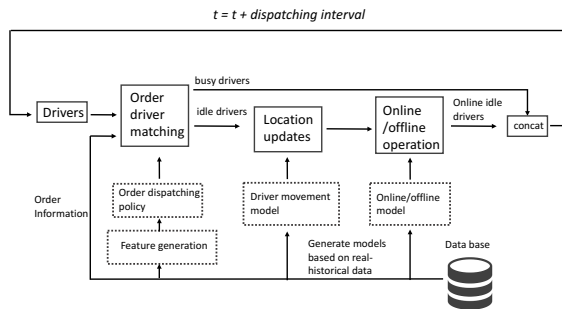 t = t + dispatching interval
busy drivers
Drivers
Order
driver
matching
idle drivers
Location
updates
Online
/offline
operation
Online idle
drivers
concat
Order
Information
Order dispatching
policy
Driver movement
model
Online/offline
model
Feature generation
Generate models
based on real-
historical data
Data base